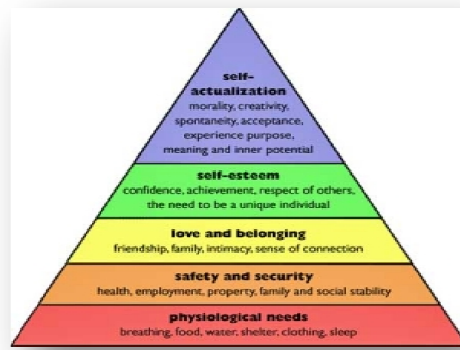 self-
actualization
morality, creativity,
spontaneity, acceptance,
experience purpose,
meaning and inner potential
self-esteem
confidence, achievement, respect of others,
the need to be a unique individual
love and belonging
friendship, family, intimacy, sense of connection
safety and security
health, employment, property, family and social stability
physiological needs
breathing, food, water, shelter, clothing, sleep